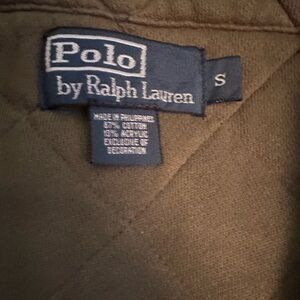 Polo
by Ralph Lauren
S
MADE IN PHILIPPINES
87% COTTON
13% ACRYLIC
EXCLUSIVE OF
DECORATION